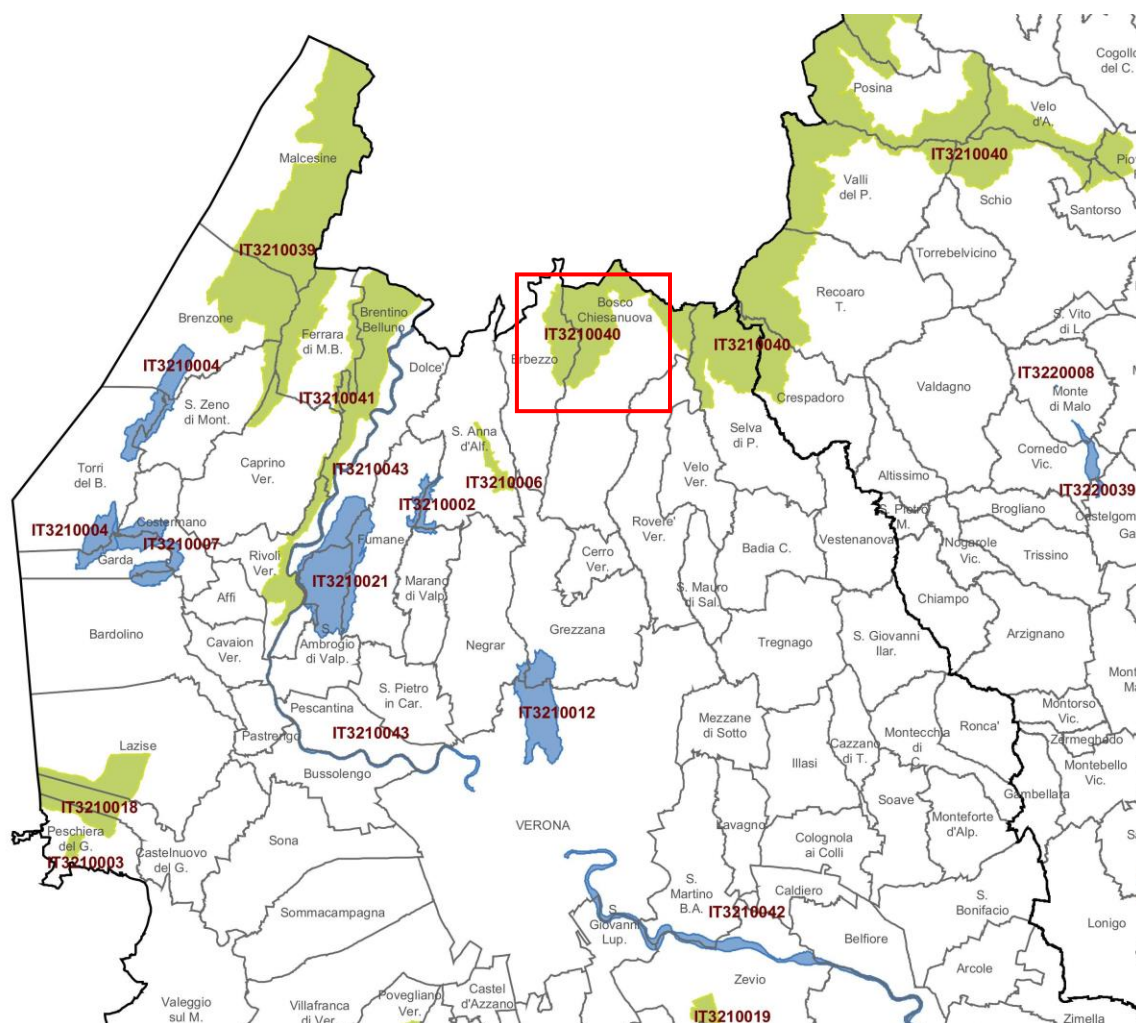 Cogollo
del C.
Posina
Velo
d'A.
IT3210040
Malcesine
Valli
del P.
Schio
Santorso
IT3210039
Torrebelvicino
Recoaro
T.
Brenzone
Brentino
Belluno
Ferrara
di M.B.
Bosco
Chiesanuova
IT3210040
Erbezzo
IT3210040
S. Vito
di L.
IT3210004
Dolce'
IT3220008
Monte
di Malo
Valdagno
Crespadoro
S. Zeno
di Mont.
IT3210041
S. Anna
d'Alf.
Selva
di P.
Cornedo
Vic.
Torri
del B.
Caprino
Ver.
IT3210043
IT3210006
Velo
Ver.
Altissimo
IT3220039
IT3210002
S. Pietro
M.
Brogliano
Castelgom
Ga
IT3210004
Costermano
IT3210007
Garda
Rivoli
Ver.
Fumane
Rovere'
Ver.
Badia C.
Vestenanova
Nogarole
Vic.
Trissino
Cerro
Ver.
Affi
IT3210021
Marano
di Valp.
S. Mauro
di Sal.
Chiampo
Arzignano
Bardolino
Cavaion
Ver.
S.
Ambrogio
di Valp.
Negrar
Grezzana
Tregnago
S. Giovanni
Ilar.
S. Pietro
in Car.
Pescantina
IT3210012
Pastrengo
IT3210043
Mezzane
di Sotto
Montecchia
di C.
Ronca'
Montorso
Vic.
Lazise
Cazzano
di T.
Zermeghedo
Montebello
Vic.
Bussolengo
Illasi
Gambellara
IT3210018
Soave
Peschiera
del G.
VERONA
Lavagno
Monteforte
d'Alp.
IT3210003
Castelnuovo
del G.
Sona
Colognola
ai Colli
S.
Martino
B.A.
Caldiero
IT3210042
S.
Bonifacio
Sommacampagna
S.
Giovanni
Lup.
Belfiore
Lonigo
Arcole
Zevio
Valeggio
sul M.
Villafranca
di Ver.
Povegliano
Ver.
Castel
d'Azzano
IT3210019
Zimella